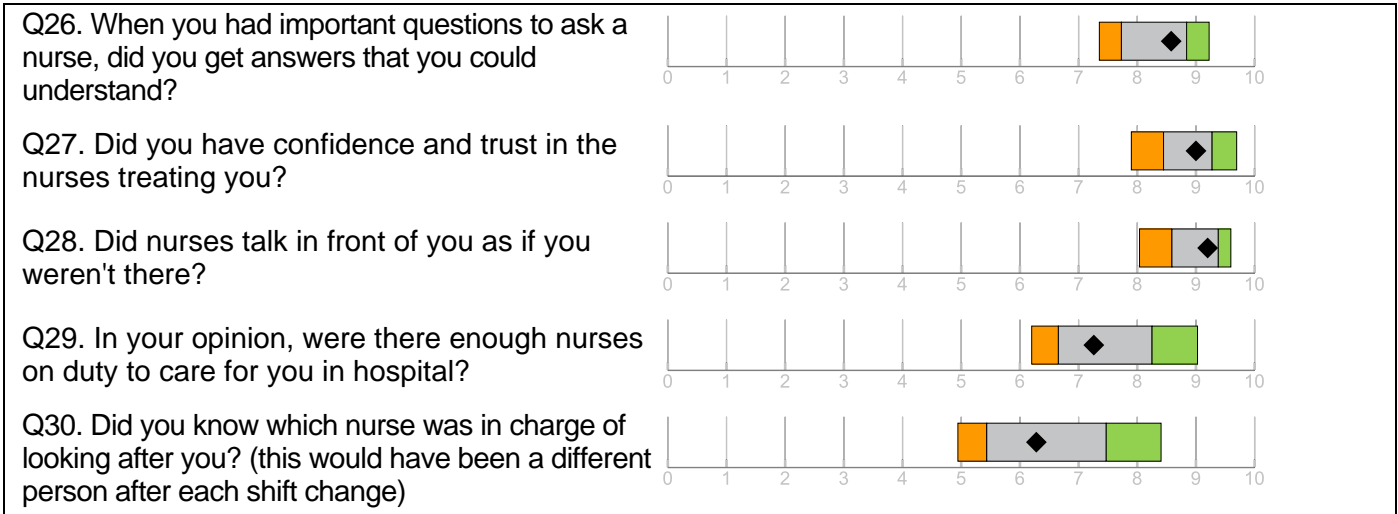 Q26. When you had important questions to ask a
nurse, did you get answers that you could
understand?
0 1 2 3 4 5 6 7 8 9 10
Q27. Did you have confidence and trust in the
nurses treating you?
0 1 2 3 4 5 6 7 8 9 10
Q28. Did nurses talk in front of you as if you
weren't there?
0 1 2 3 4 5 6 7 8 9 10
Q29. In your opinion, were there enough nurses
on duty to care for you in hospital?
0 1 2 3 4 5 6 7 8 9 10
Q30. Did you know which nurse was in charge of
looking after you? (this would have been a different
person after each shift change)
0 1 2 3 4 5 6 7 8 9 10